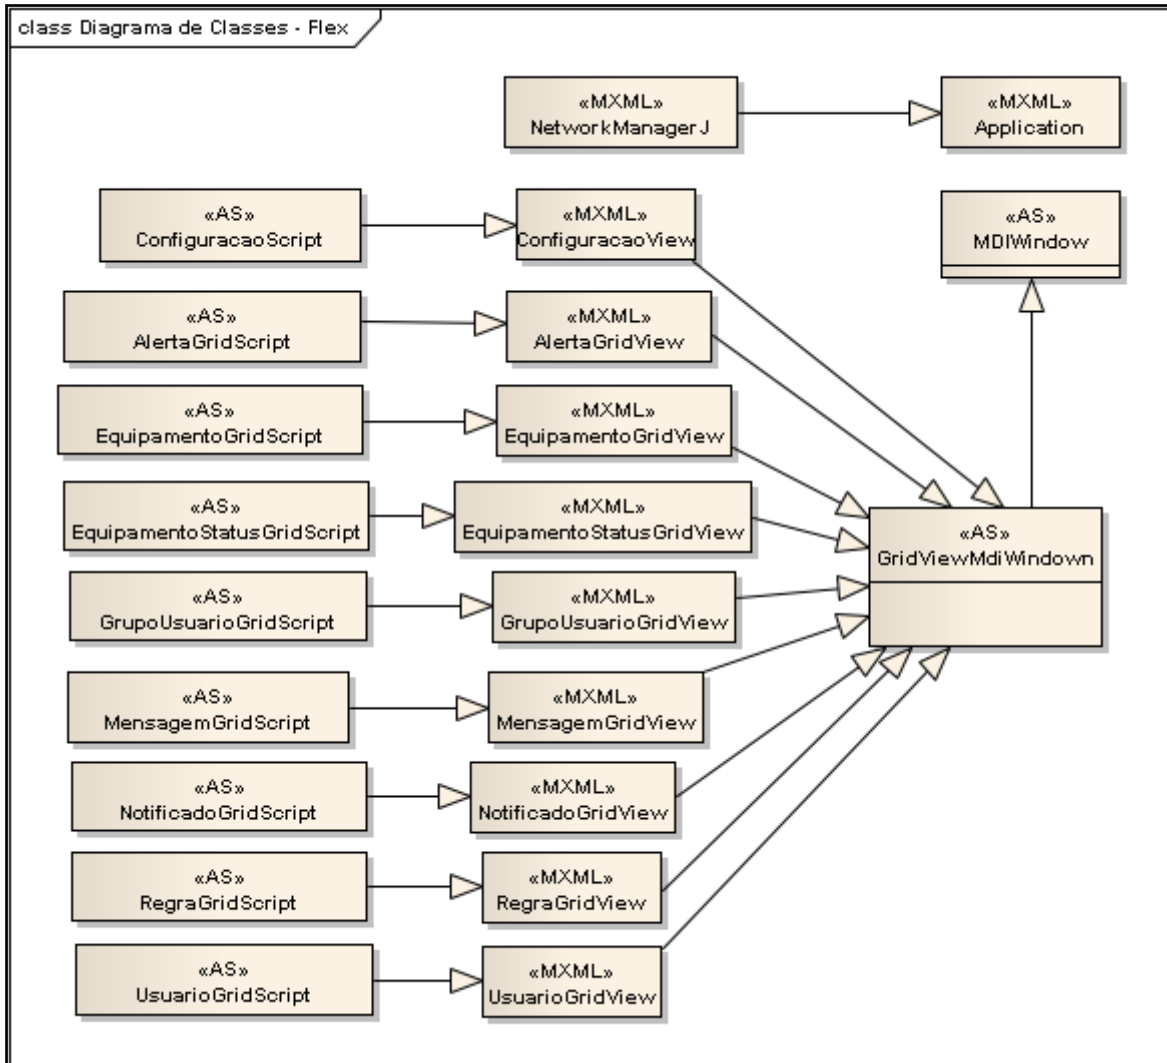 class Diagrama de Classes - Flex
«MXML»
NetworkManagerJ
«MXML»
Application
«AS»
ConfiguracaoScript
«MXML»
ConfiguracaoView
«AS»
MDIWindow
«AS»
AlertaGridScript
«MXML»
AlertaGridView
«AS»
EquipamentoGridScript
«MXML»
EquipamentoGridView
«AS»
EquipamentoStatusGridScript
«MXML»
EquipamentoStatusGridView
«AS»
GridViewMdiWindown
«AS»
GrupoUsuarioGridScript
«MXML»
GrupoUsuarioGridView
«AS»
MensagemGridScript
«MXML»
MensagemGridView
«AS»
NotificadoGridScript
«MXML»
NotificadoGridView
«AS»
RegraGridScript
«MXML»
RegraGridView
«AS»
UsuarioGridScript
«MXML»
UsuarioGridView